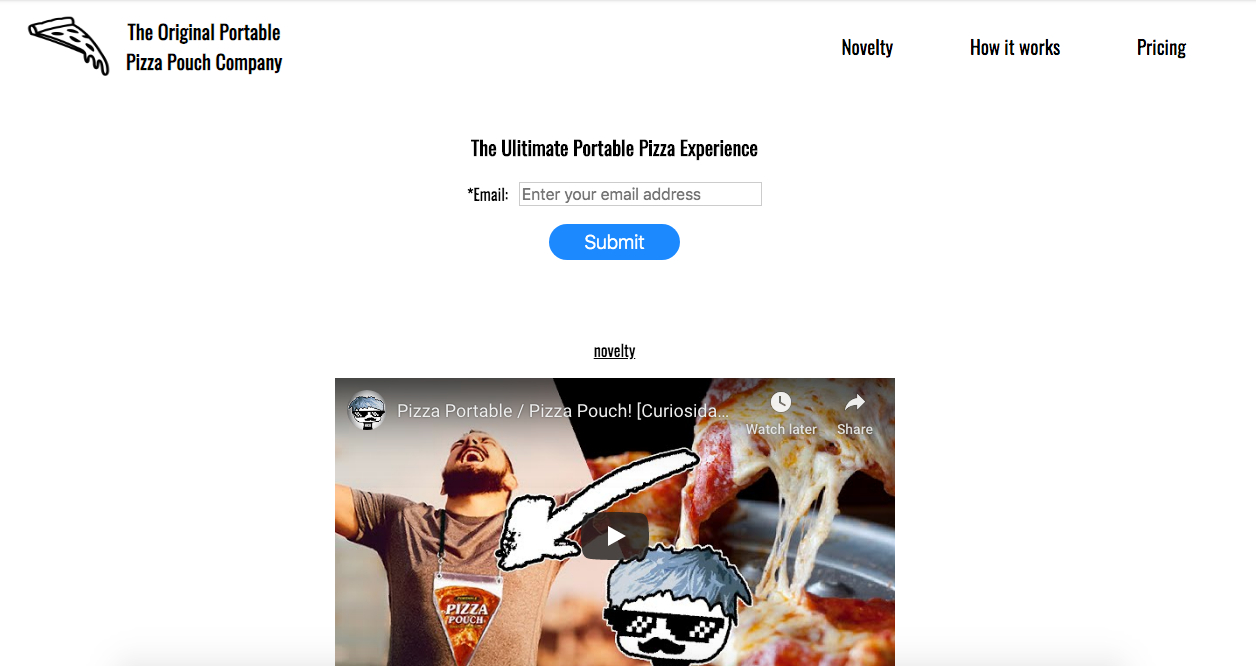 The Original Portable
Pizza Pouch Company
Novelty
How it works
Pricing
The Ulitimate Portable Pizza Experience
*Email:
Enter your email address
Submit
novelty
Pizza Portable / Pizza Pouch! [Curiosida...
Watch later
Share
PIZZA
POUCH